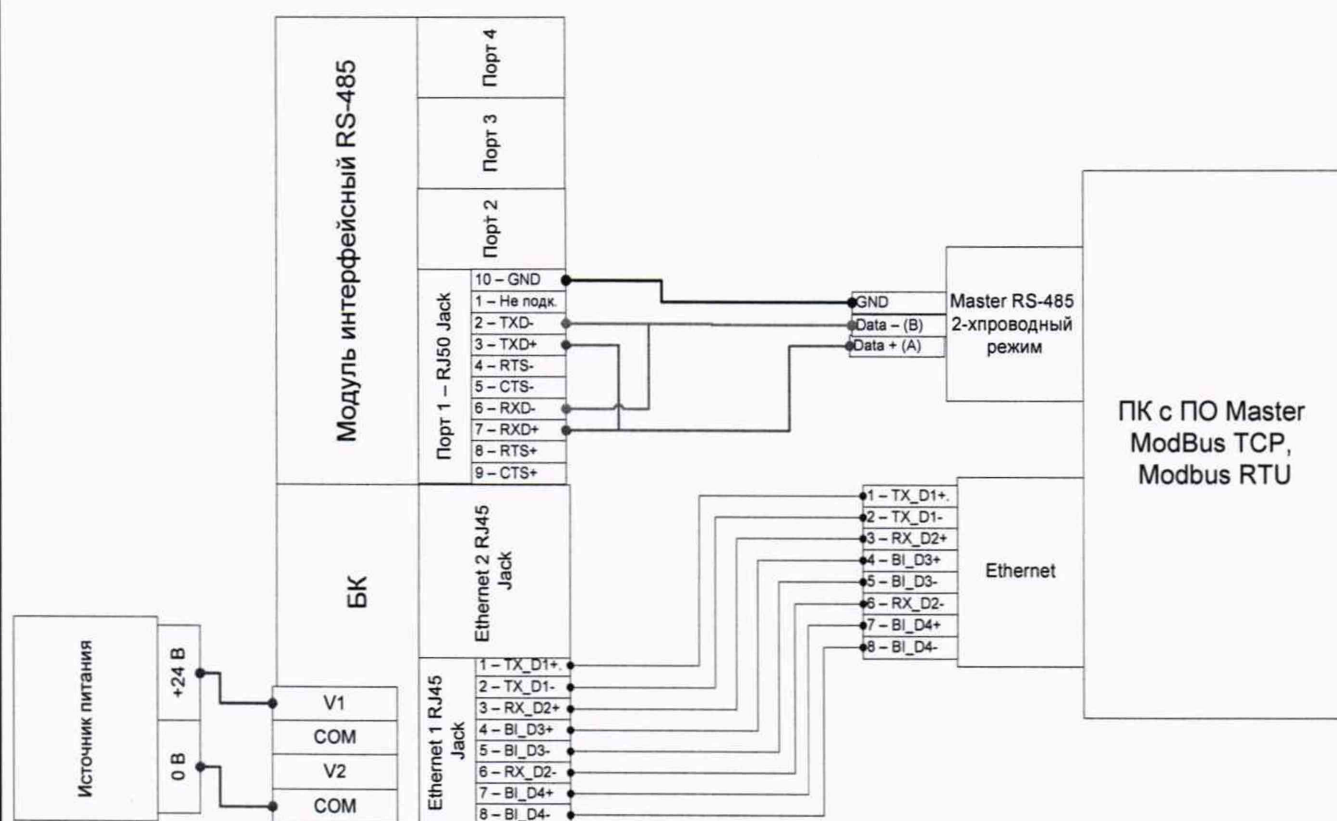 Модуль интерфейсный RS-485
Порт 4
Порт 3
Порт 2
Порт 1 – RJ50 Jack
10 – GND
1 – Не подк.
2 – TXD-
3 – TXD+
4 – RTS-
5 – CTS-
6 – RXD-
7 – RXD+
8 – RTS+
9 – CTS+
GND
Data – (B)
Data + (A)
Master RS-485
2-хпроводный
режим
ПК с ПО Master
ModBus TCP,
Modbus RTU
1 – TX_D1+.
2 – TX_D1-
3 – RX_D2+
4 – BI_D3+
5 – BI_D3-
6 – RX_D2-
7 – BI_D4+
8 – BI_D4-
Ethernet
БК
Ethernet 2 RJ45
Jack
Ethernet 1 RJ45
Jack
1 – TX_D1+.
2 – TX_D1-
3 – RX_D2+
4 – BI_D3+
5 – BI_D3-
6 – RX_D2-
7 – BI_D4+
8 – BI_D4-
Источник питания
+24 В
0 В
V1
COM
V2
COM